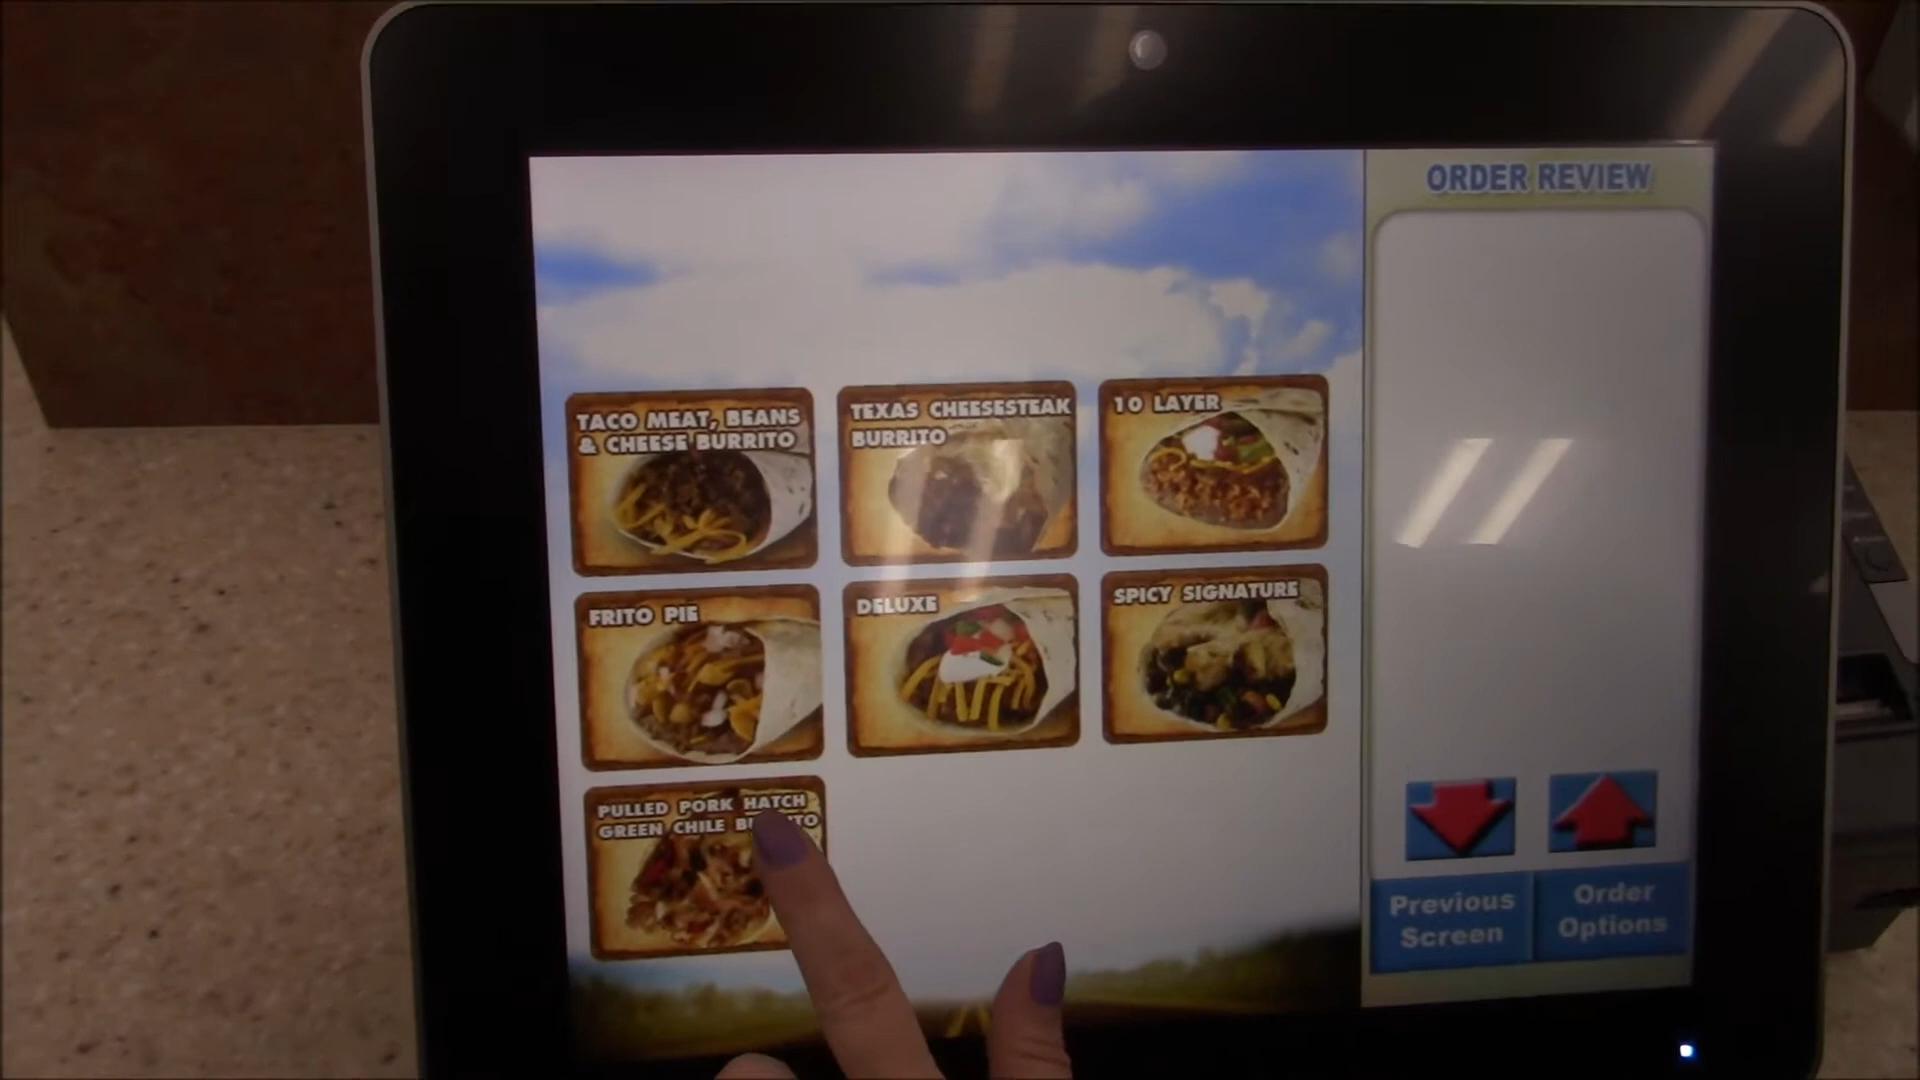 ORDER REVIEW
TACO MEAT, BEANS
& CHEESE BURRITO
TEXAS CHEESESTEAK
BURRITO
10 LAYER
FRITO PIE
DELUXE
SPICY SIGNATURE
PULLED PORK HATCH
GREEN CHILE
Previous
Screen
Order
Options